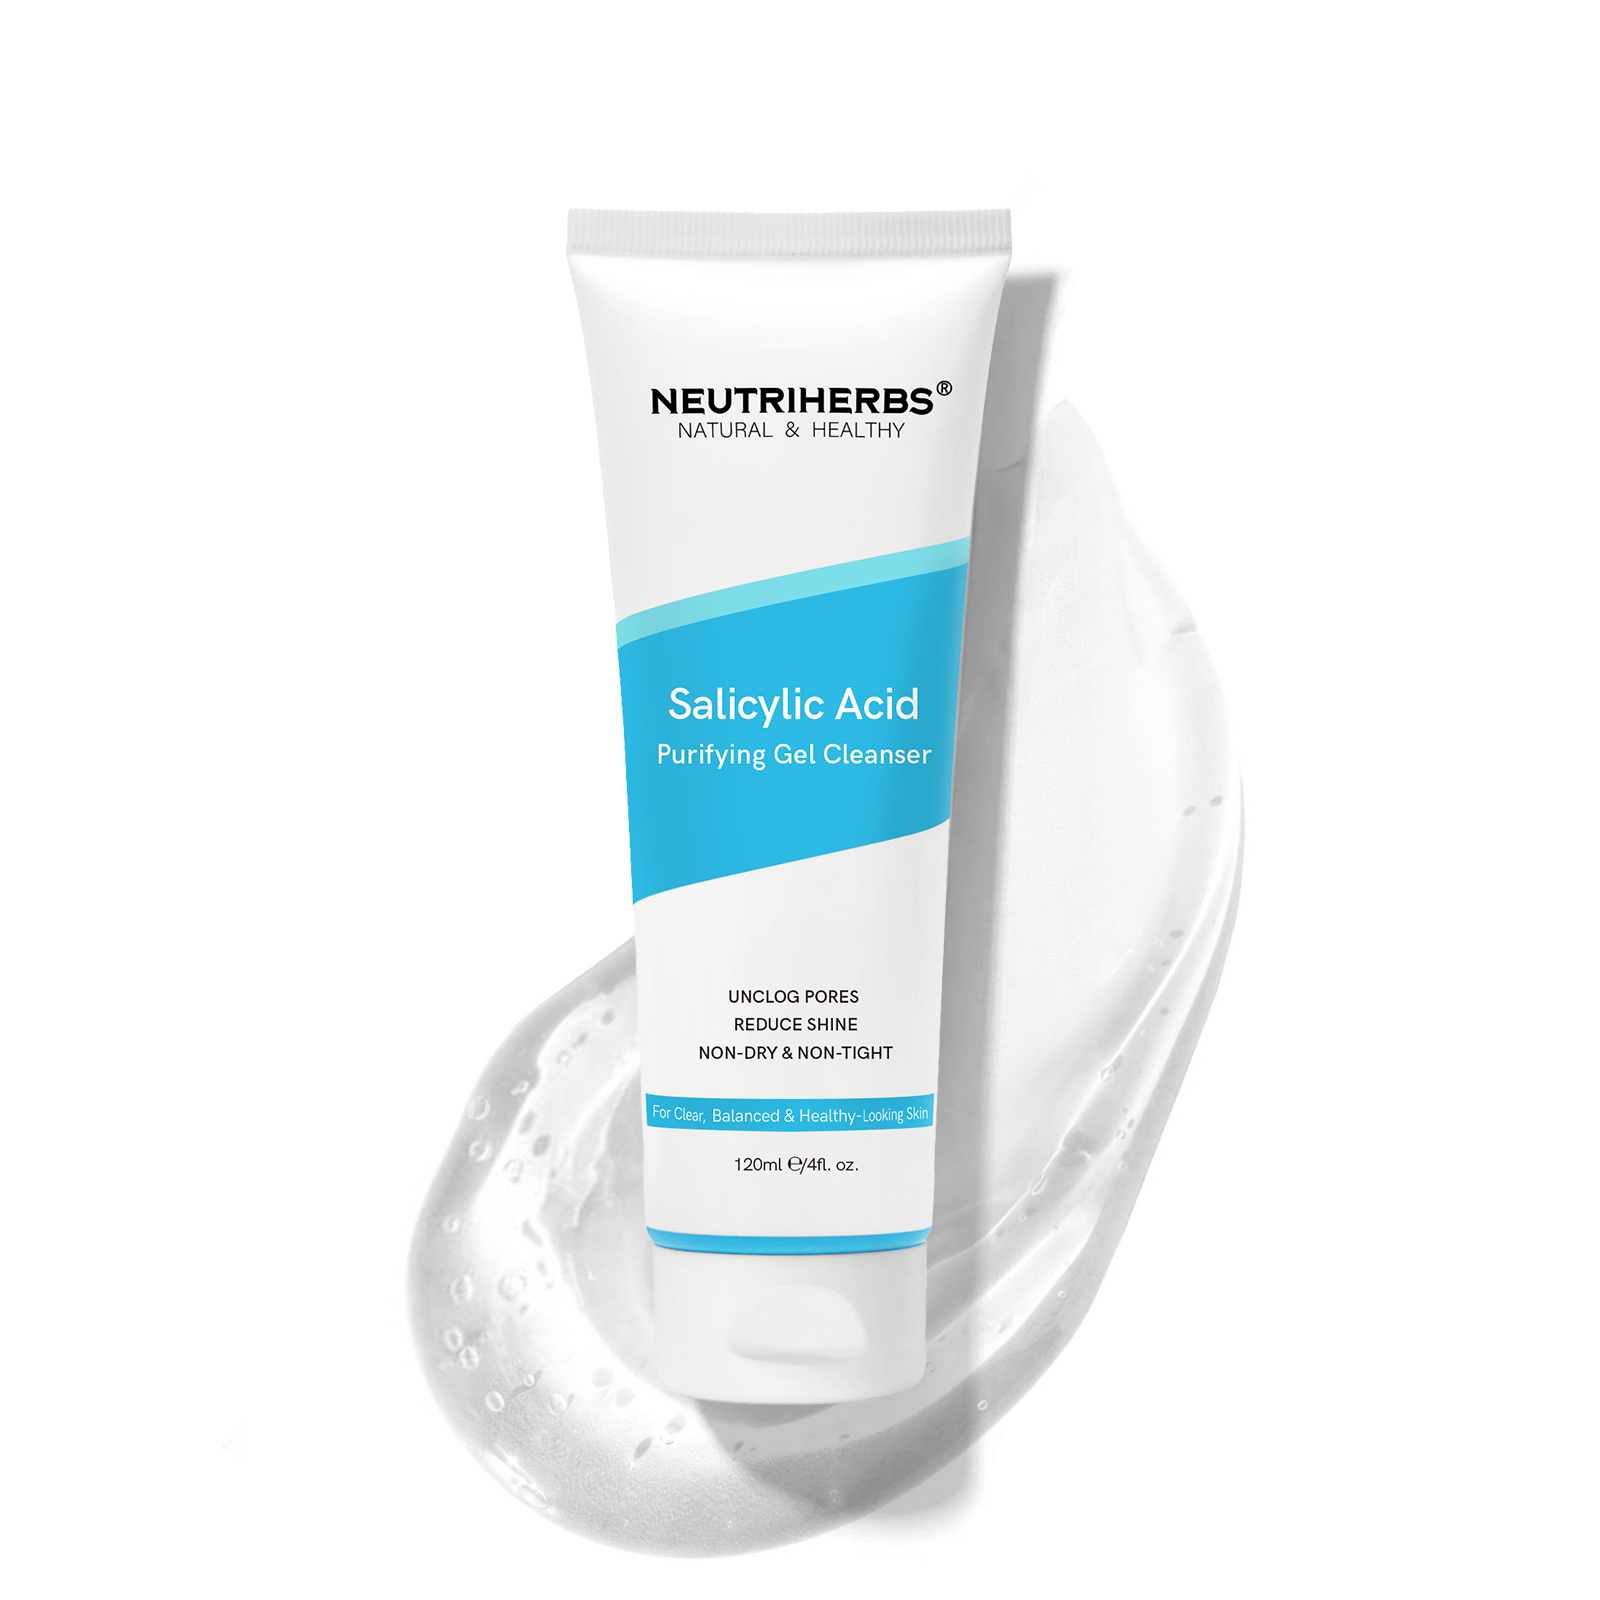 NEUTRIHERBS®
NATURAL & HEALTHY
Salicylic Acid
Purifying Gel Cleanser
UNCLOG PORES
REDUCE SHINE
NON-DRY & NON-TIGHT
For Clear, Balanced & Healthy-Looking Skin
120ml ℮/4fl. oz.